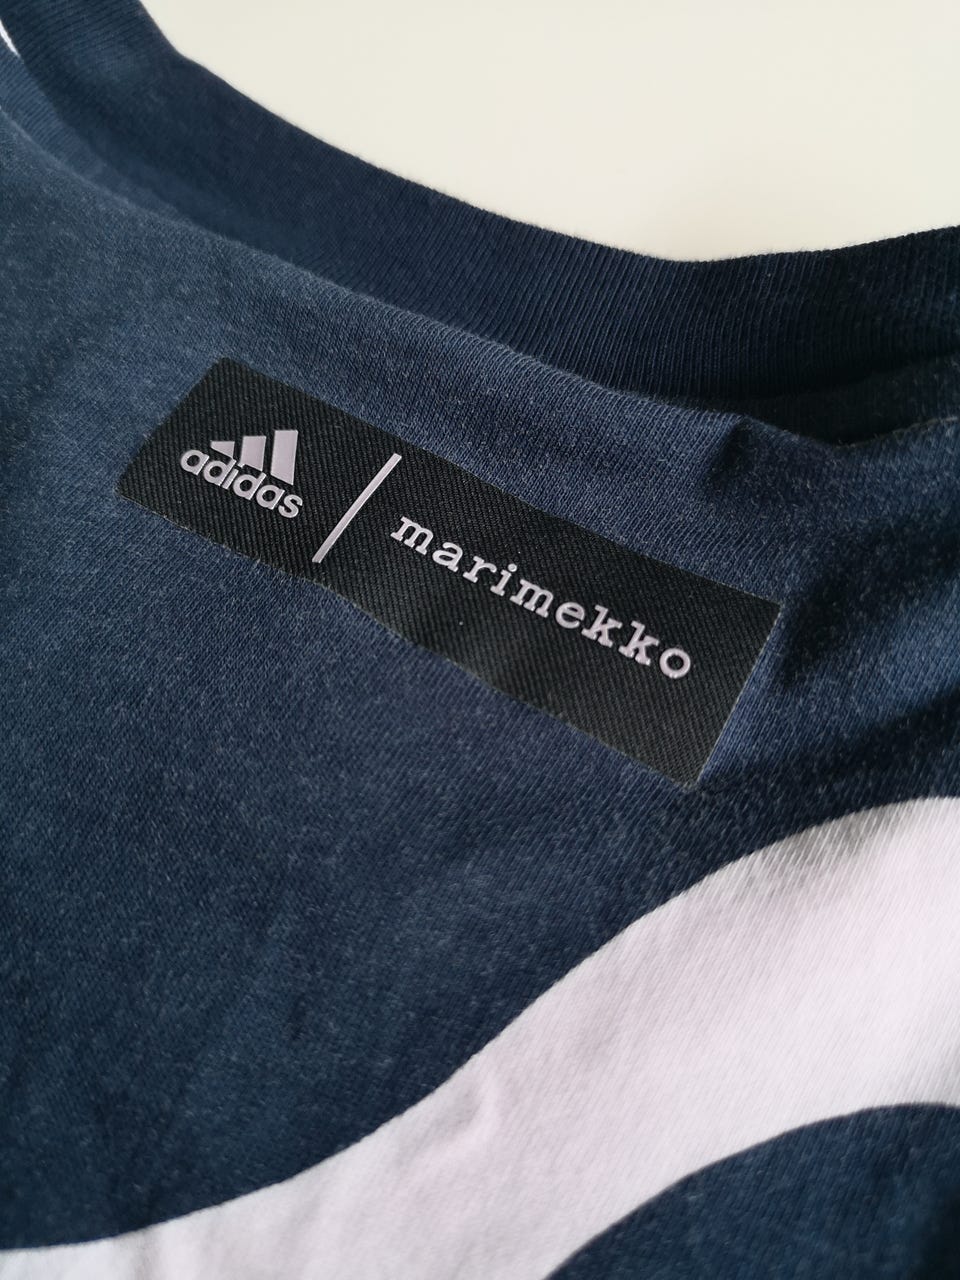 adidas | marimekko